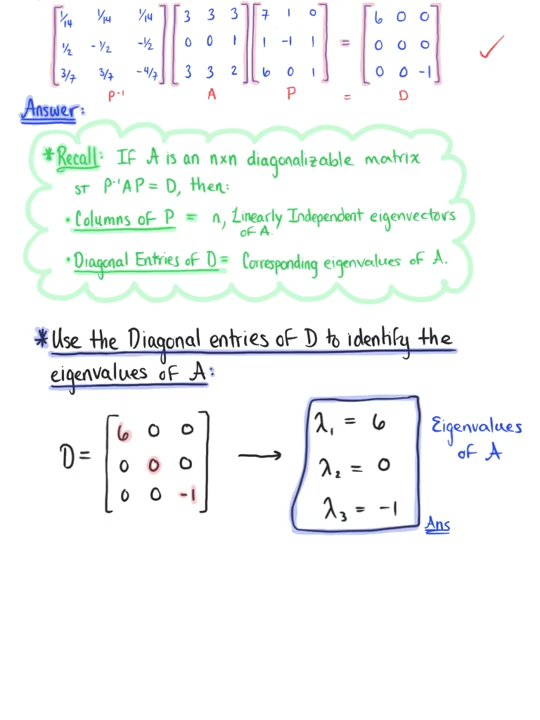 [1/14 1/14 1/14] [3 3 3] [7 1 0] [6 0 0]
[1/2 -1/2 -1/2] [0 0 1] [1 -1 1] = [0 0 0] ✓
[3/7 3/7 -4/7] [3 3 2] [6 0 1] [0 0 -1]
P⁻¹ A P = D
Answer:
*Recall: If A is an n×n diagonalizable matrix
ST P⁻¹AP = D, then:
• Columns of P = n, Linearly Independent eigenvectors
of A.
• Diagonal Entries of D = Corresponding eigenvalues of A.
*Use the Diagonal entries of D to identify the
eigenvalues of A:
D = [6 0 0
0 0 0
0 0 -1] →
λ₁ = 6
λ₂ = 0
λ₃ = -1
Eigenvalues
of A
Ans